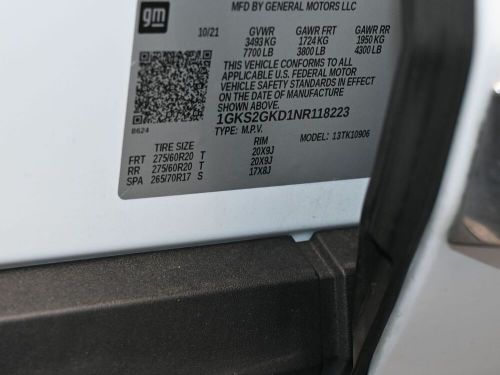 gm
MFD BY GENERAL MOTORS LLC
10/21 GVWR GAWR FRT GAWR RR
3493 KG 1724 KG 1950 KG
7700 LB 3800 LB 4300 LB
THIS VEHICLE CONFORMS TO ALL
APPLICABLE U.S. FEDERAL MOTOR
VEHICLE SAFETY STANDARDS IN EFFECT
ON THE DATE OF MANUFACTURE
1GKS2GKD1NR118223
TYPE: M.P.V. MODEL: 13TK10906
8624
TIRE SIZE RIM
FRT 275/60R20 T 20X9J
RR 275/60R20 T 20X9J
SPA 265/70R17 S 17X8J